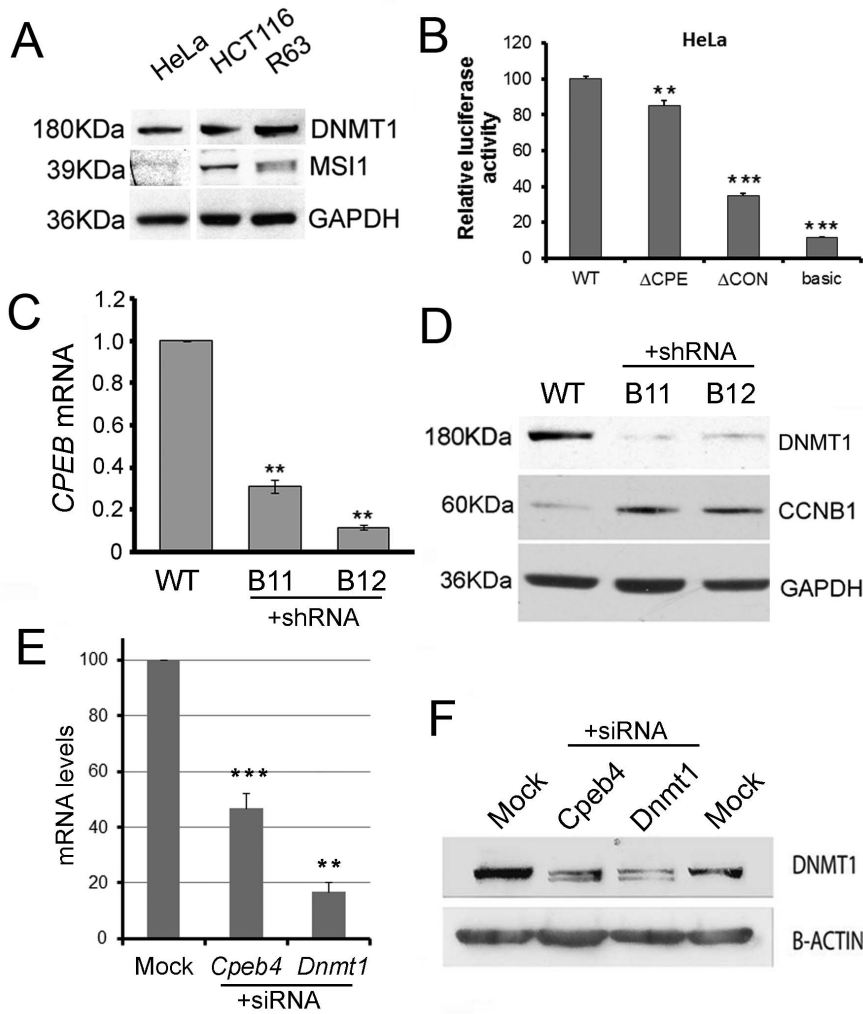 A
HeLa
HCT116
R63
180KDa
DNMT1
39KDa
MSI1
36KDa
GAPDH
B
HeLa
Relative luciferase
activity
120
100
80
60
40
20
0
**
***
***
WT
ΔCPE
ΔCON
basic
C
CPEB mRNA
1.2
1.0
0.8
0.6
0.4
0.2
0
**
**
WT
B11
B12
+shRNA
D
+shRNA
WT
B11
B12
180KDa
DNMT1
60KDa
CCNB1
36KDa
GAPDH
E
mRNA levels
100
80
60
40
20
0
***
**
Mock
Cpeb4
Dnmt1
+siRNA
F
+siRNA
Mock
Cpeb4
Dnmt1
Mock
DNMT1
B-ACTIN